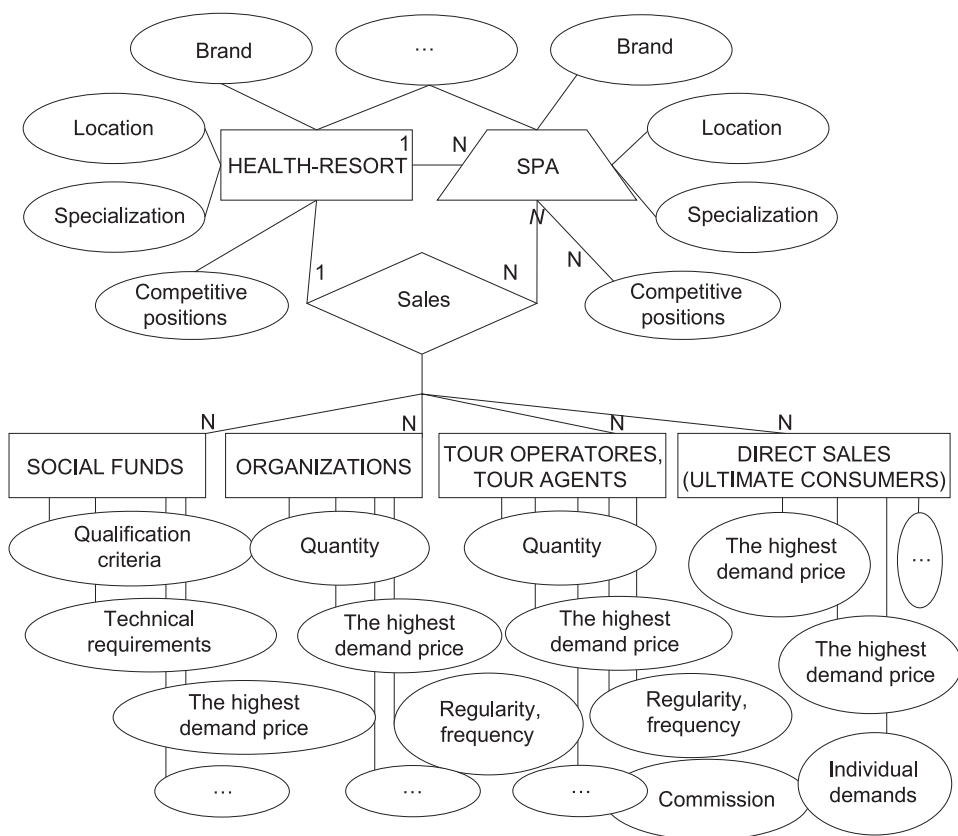 Brand
…
Brand
Location
Location
1
N
HEALTH-RESORT
SPA
Specialization
Specialization
N
1
N
N
Competitive
positions
Sales
Competitive
positions
N
N
N
N
SOCIAL FUNDS
ORGANIZATIONS
TOUR OPERATORES,
TOUR AGENTS
DIRECT SALES
(ULTIMATE CONSUMERS)
Qualification
criteria
Quantity
Quantity
The highest
demand price
…
Technical
requirements
The highest
demand price
The highest
demand price
The highest
demand price
The highest
demand price
Regularity,
frequency
Regularity,
frequency
…
…
…
Commission
Individual
demands